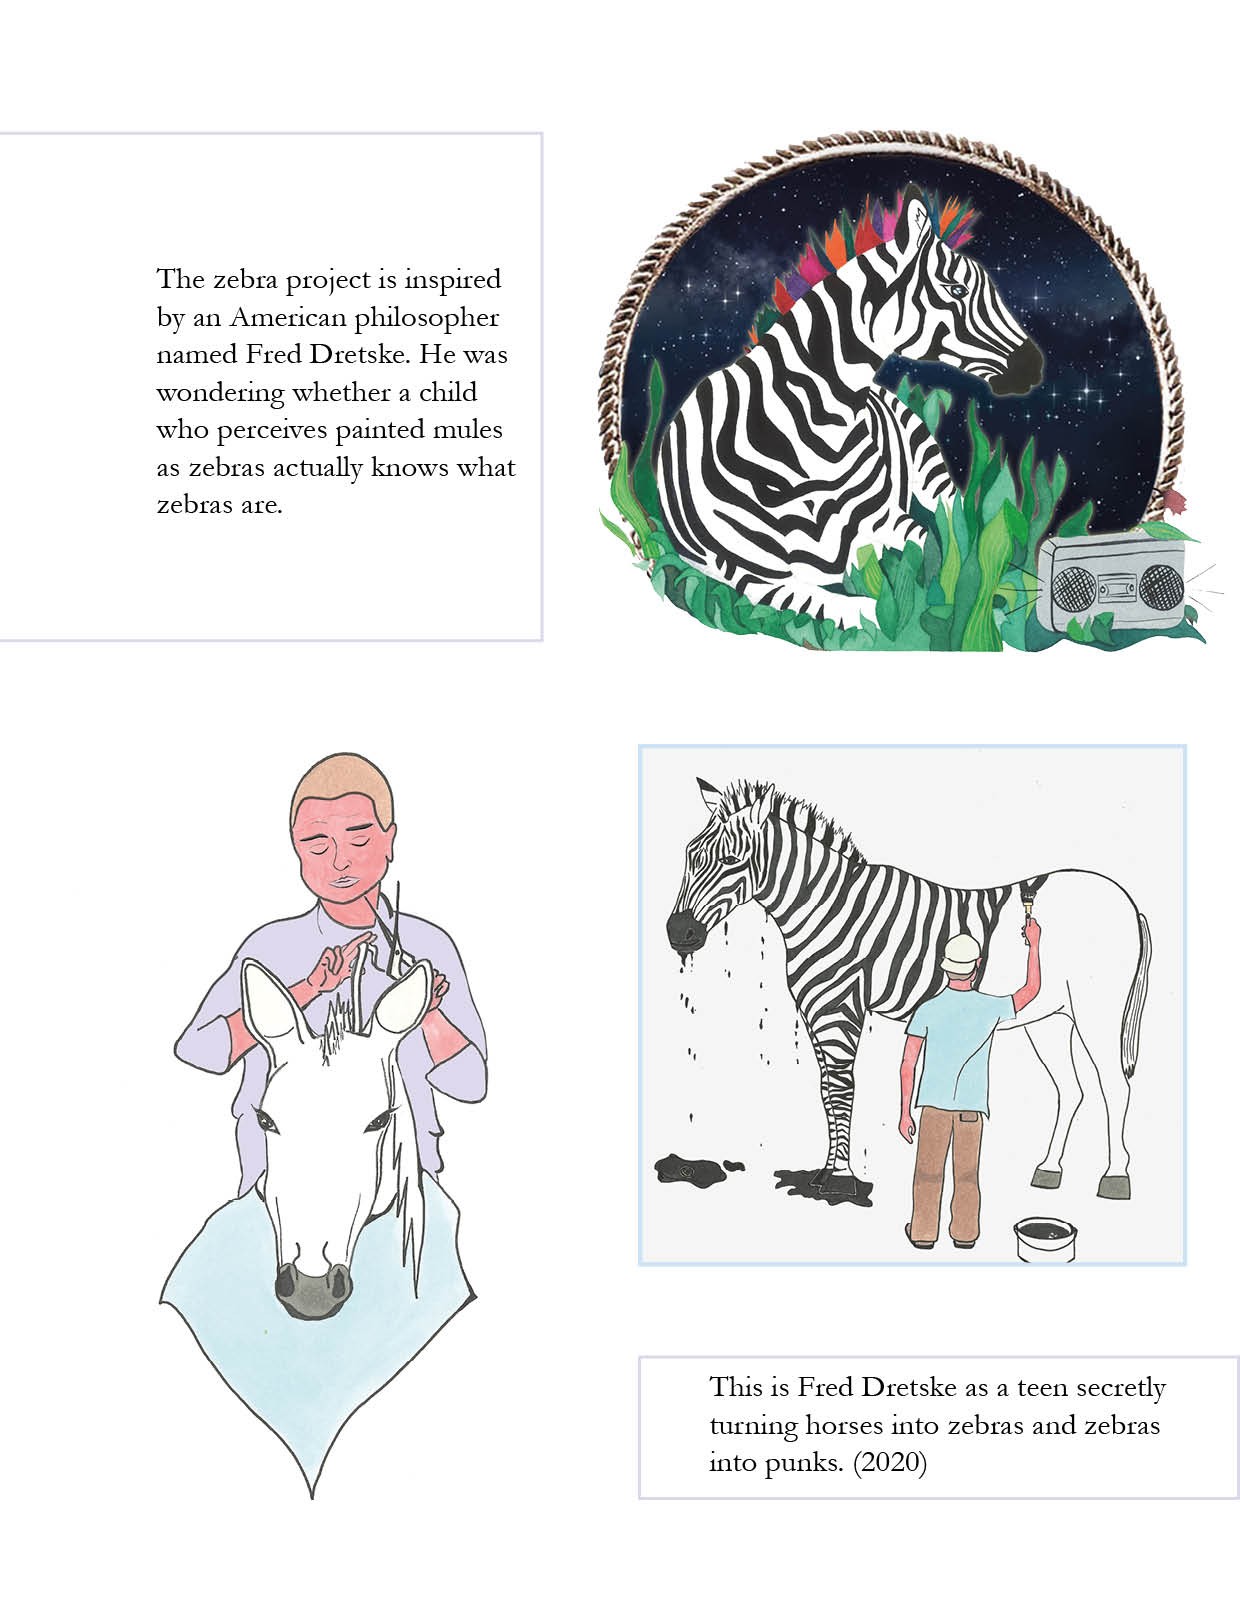 The zebra project is inspired
by an American philosopher
named Fred Dretske. He was
wondering whether a child
who perceives painted mules
as zebras actually knows what
zebras are.
This is Fred Dretske as a teen secretly
turning horses into zebras and zebras
into punks. (2020)